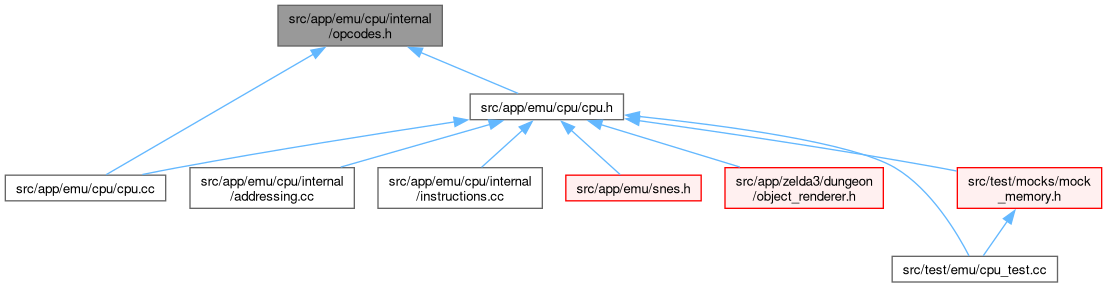 src/app/emu/cpu/internal
/opcodes.h
src/app/emu/cpu/cpu.h
src/app/emu/cpu/cpu.cc
src/app/emu/cpu/internal
/addressing.cc
src/app/emu/cpu/internal
/instructions.cc
src/app/emu/snes.h
src/app/zelda3/dungeon
/object_renderer.h
src/test/mocks/mock
_memory.h
src/test/emu/cpu_test.cc